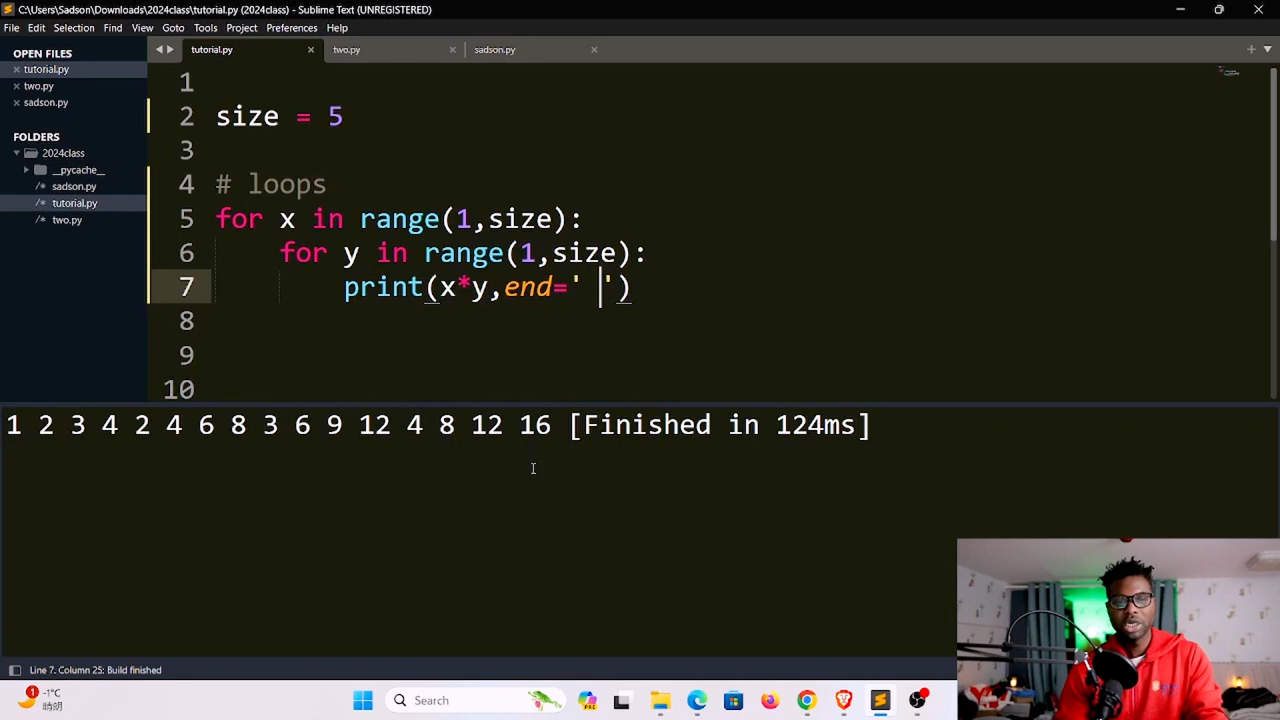 C:\Users\Sadson\Downloads\2024class\tutorial.py (2024class) - Sublime Text (UNREGISTERED)
File Edit Selection Find View Goto Tools Project Preferences Help
OPEN FILES
tutorial.py
two.py
sadson.py
FOLDERS
2024class
__pycache__
/* sadson.py
/* tutorial.py
/* two.py
tutorial.py two.py sadson.py
1
2 size = 5
3
4 # loops
5 for x in range(1,size):
6 for y in range(1,size):
7 print(x*y,end=' ')
8
9
10
1 2 3 4 2 4 6 8 3 6 9 12 4 8 12 16 [Finished in 124ms]
Line 7, Column 25: Build finished
1
-1°C
Search
PRE